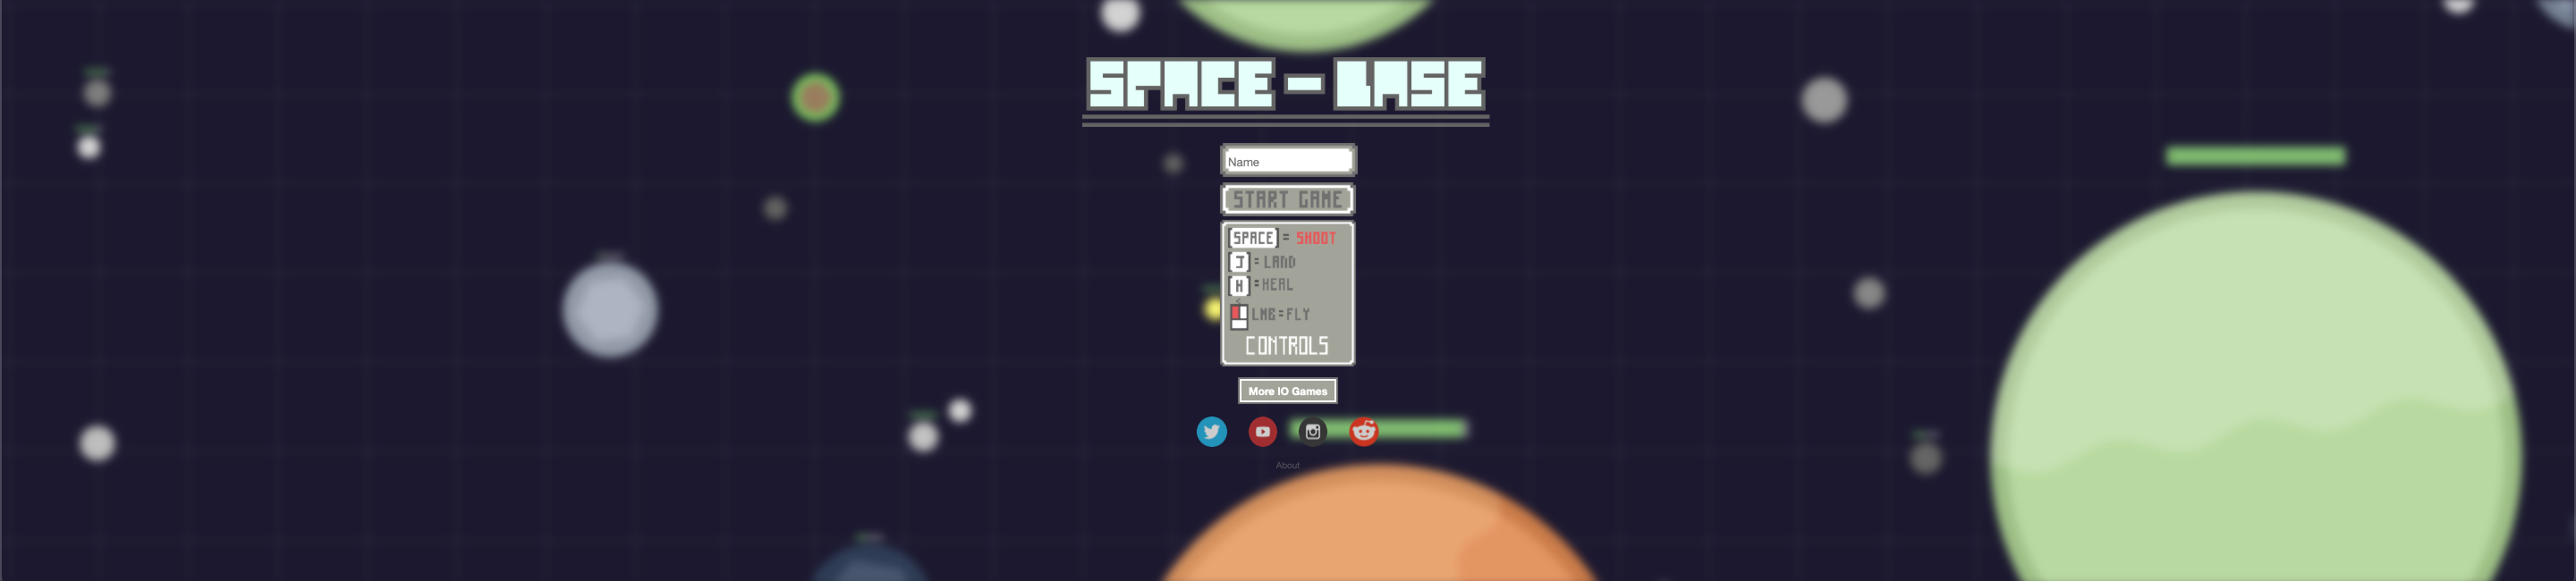 SPACE-BASE
Name
START GAME
SPACE = SHOOT
J = LAND
H = HEAL
LMB=FLY
CONTROLS
More IO Games
About